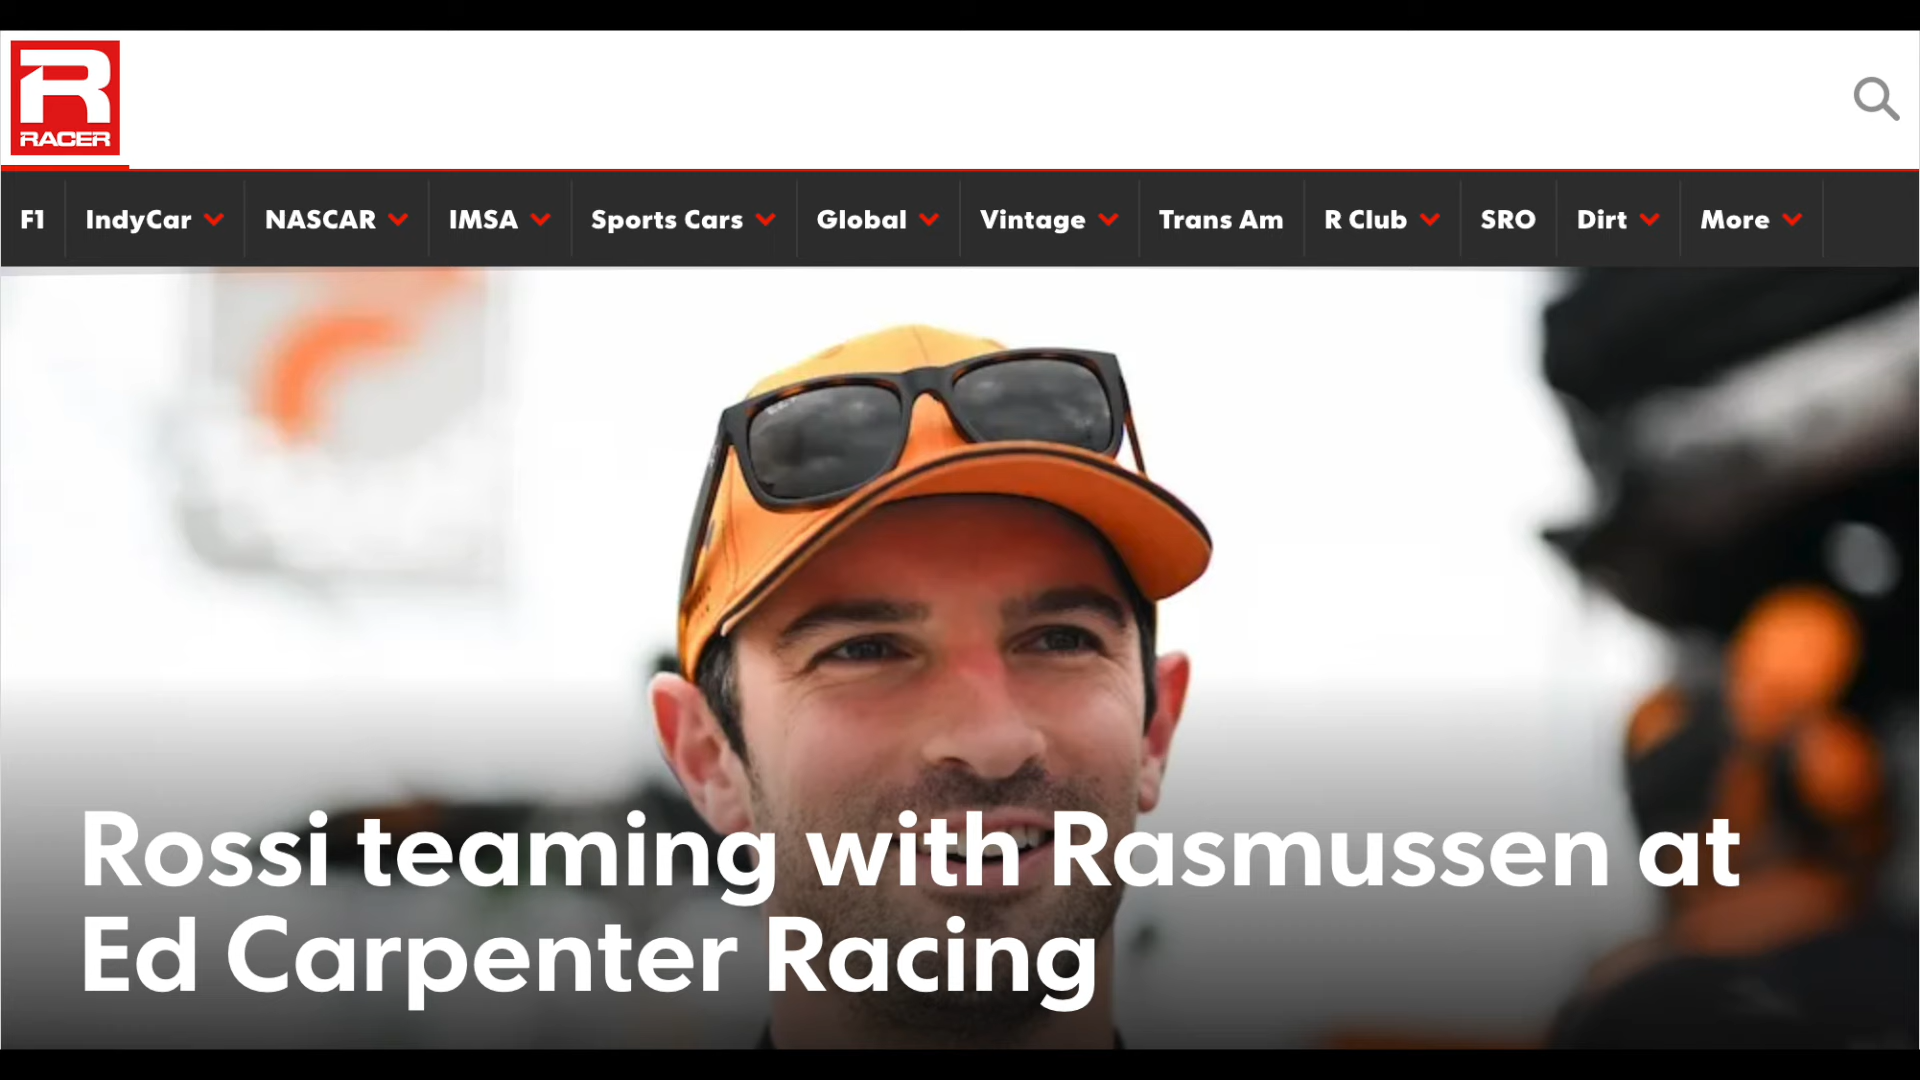 RACER
F1 IndyCar NASCAR IMSA Sports Cars Global Vintage Trans Am R Club SRO Dirt More
Rossi teaming with Rasmussen at
Ed Carpenter Racing